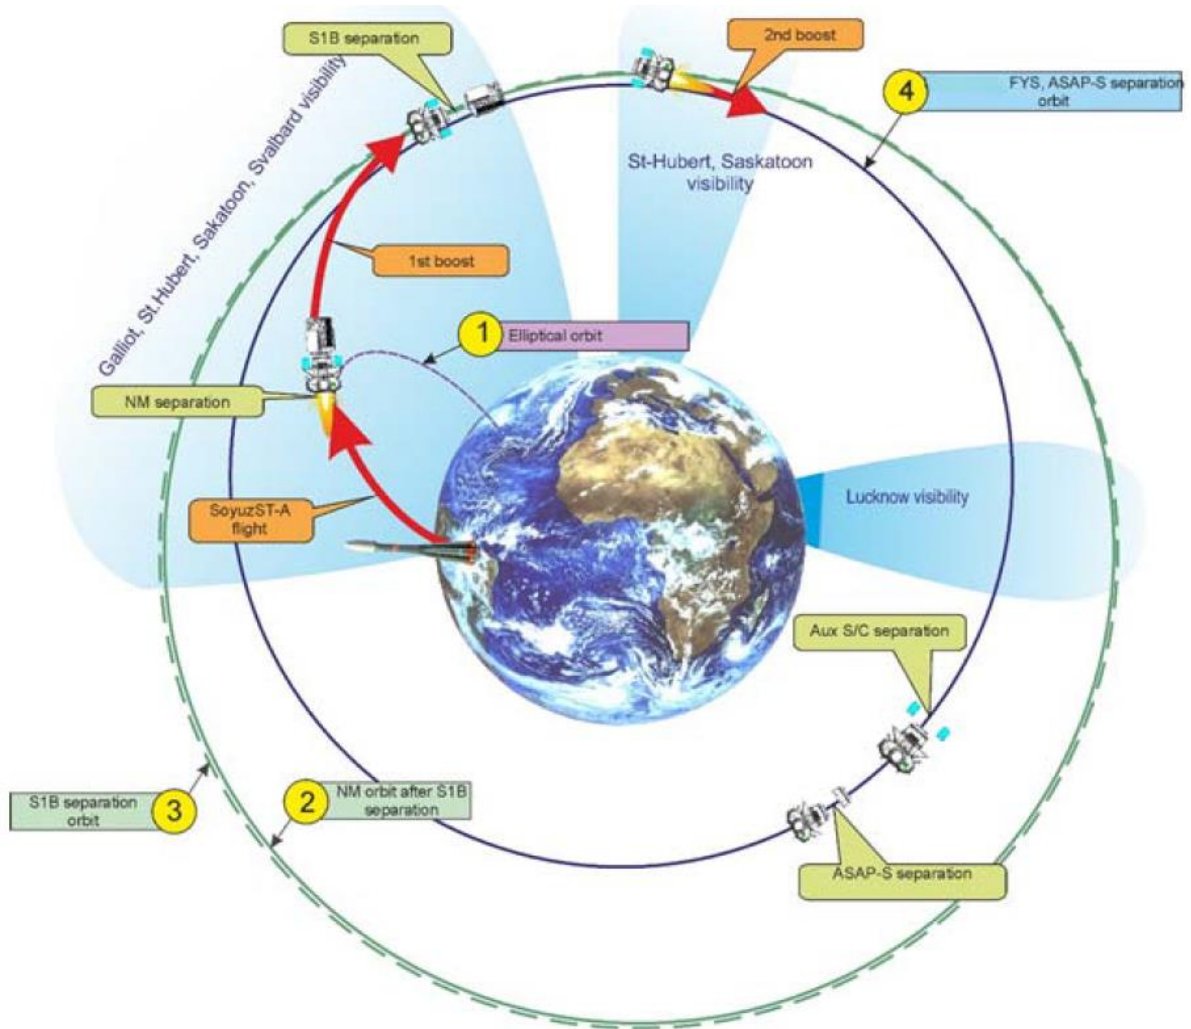 S1B separation
2nd boost
4
FYS, ASAP-S separation
orbit
Galliot, St.Hubert, Sakatoon, Svalbard visibility
St-Hubert, Saskatoon
visibility
1st boost
1
Elliptical orbit
NM separation
SoyuzST-A
flight
Lucknow visibility
Aux S/C separation
S1B separation
orbit
3
2
NM orbit after S1B
separation
ASAP-S separation